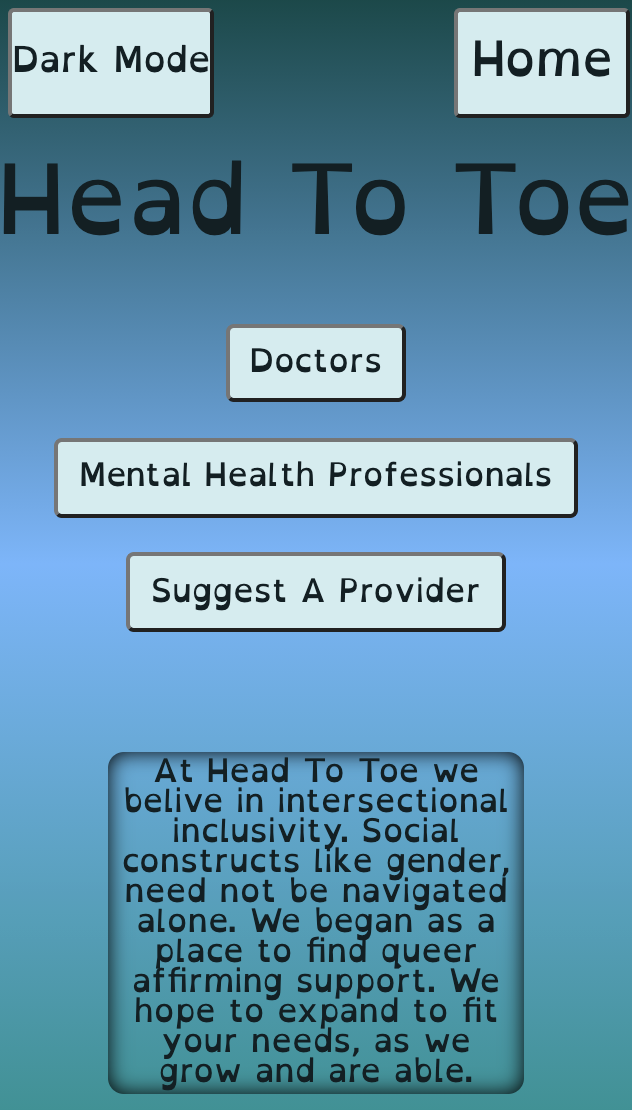 Dark Mode
Home
Head To Toe
Doctors
Mental Health Professionals
Suggest A Provider
At Head To Toe we
belive in intersectional
inclusivity. Social
constructs like gender,
need not be navigated
alone. We began as a
place to find queer
affirming support. We
hope to expand to fit
your needs, as we
grow and are able.